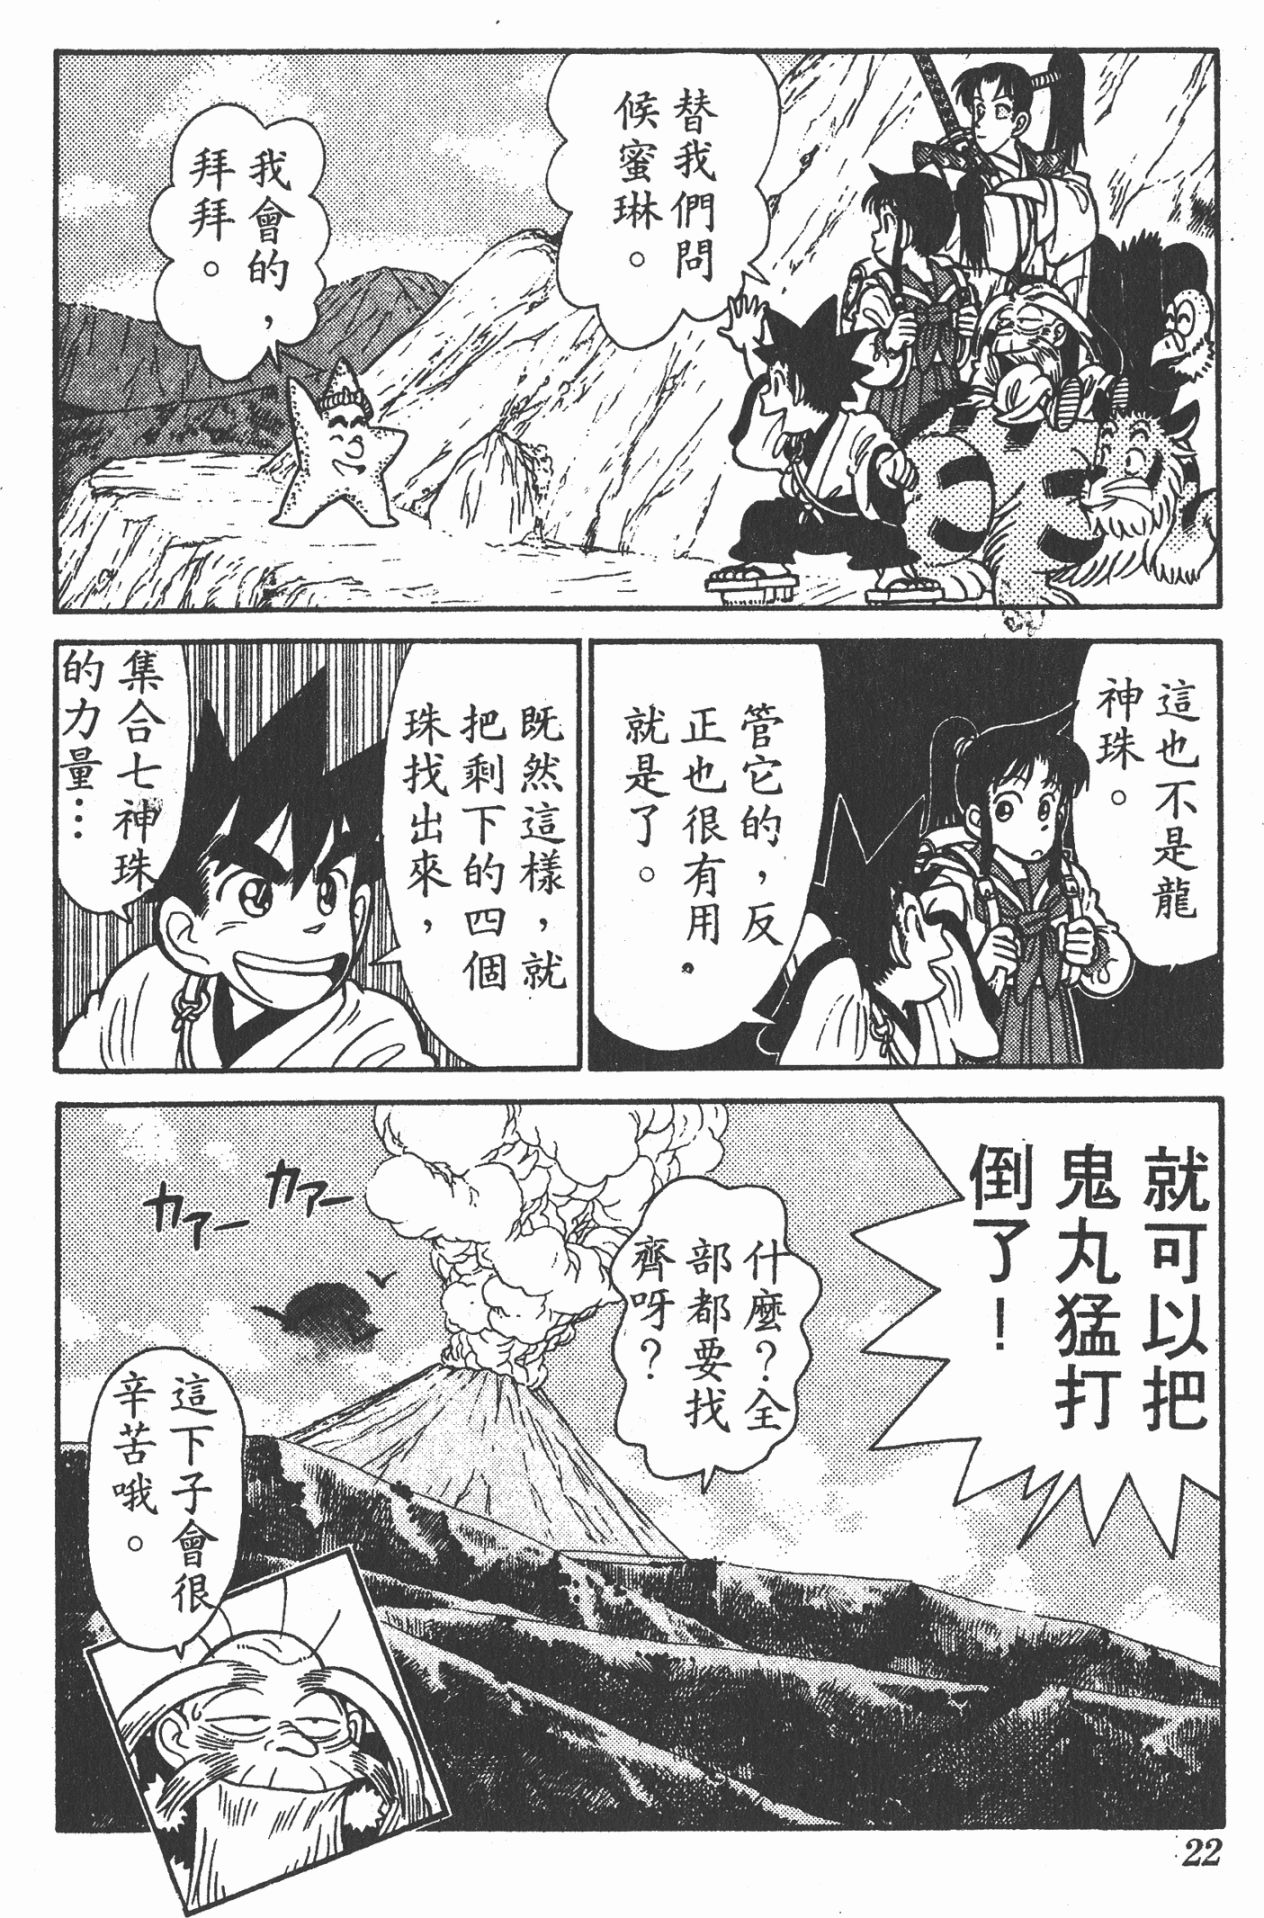 替我們問
候蜜琳。
我會的，
拜拜。
這也不是龍
神珠。
管它的，反
正也很有用。
就是了。
既然這樣，就
把剩下的四個
珠找出來，
集合七神珠
的力量…
就可以把
鬼丸猛打
倒了！
什麼？全
部都要找
齊呀？
カァー
カァー
這下子會很
辛苦哦。
22